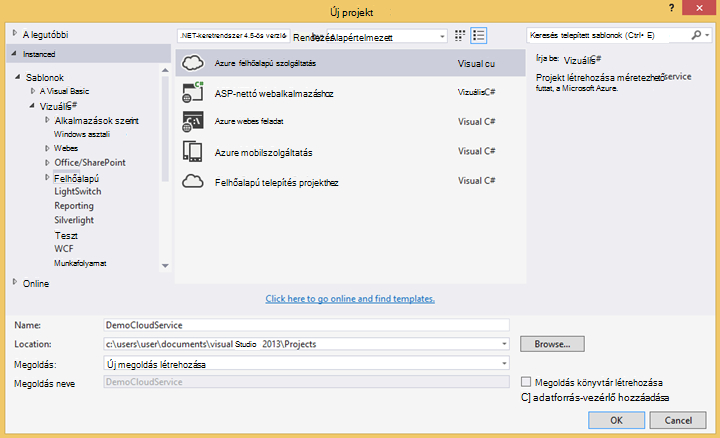 Új projekt
A legutóbbi
.NET-keretrendszer 4.5-ös verzió
Rendezés Alapértelmezett
Keresés telepített sablonok (Ctrl+ E)
Instanced
Sablonok
A Visual Basic
Vizuális C#
Alkalmazások szerint
Windows asztali
Webes
Office/SharePoint
Felhőalapú
LightSwitch
Reporting
Silverlight
Teszt
WCF
Munkafolyamat
Online
Azure felhőalapú szolgáltatás Visual cu
ASP-nettó webalkalmazáshoz Vizuális C#
Azure webes feladat Visual C#
Azure mobilszolgáltatás Visual C#
Felhőalapú telepítés projekthez Visual C#
Írja be: Vizuális C#
Projekt létrehozása méretezhető service
futtat, a Microsoft Azure.
Click here to go online and find templates.
Name: DemoCloudService
Location: c:\users\user\documents\visual Studio 2013\Projects
Browse...
Megoldás: Új megoldás létrehozása
Megoldás neve DemoCloudService
Megoldás könyvtár létrehozása
C] adatforrás-vezérlő hozzáadása
OK Cancel